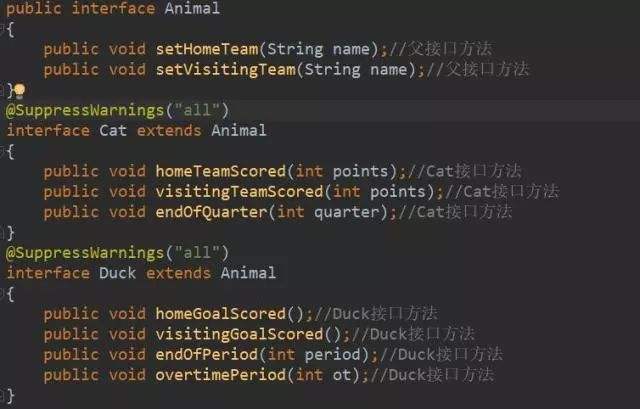 public interface Animal
{
public void setHomeTeam(String name);//父接口方法
public void setVisitingTeam(String name);//父接口方法
}
@SuppressWarnings("all")
interface Cat extends Animal
{
public void homeTeamScored(int points);//Cat接口方法
public void visitingTeamScored(int points);//Cat接口方法
public void endOfQuarter(int quarter);//Cat接口方法
}
@SuppressWarnings("all")
interface Duck extends Animal
{
public void homeGoalScored();//Duck接口方法
public void visitingGoalScored();//Duck接口方法
public void endOfPeriod(int period);//Duck接口方法
public void overtimePeriod(int ot);//Duck接口方法
}